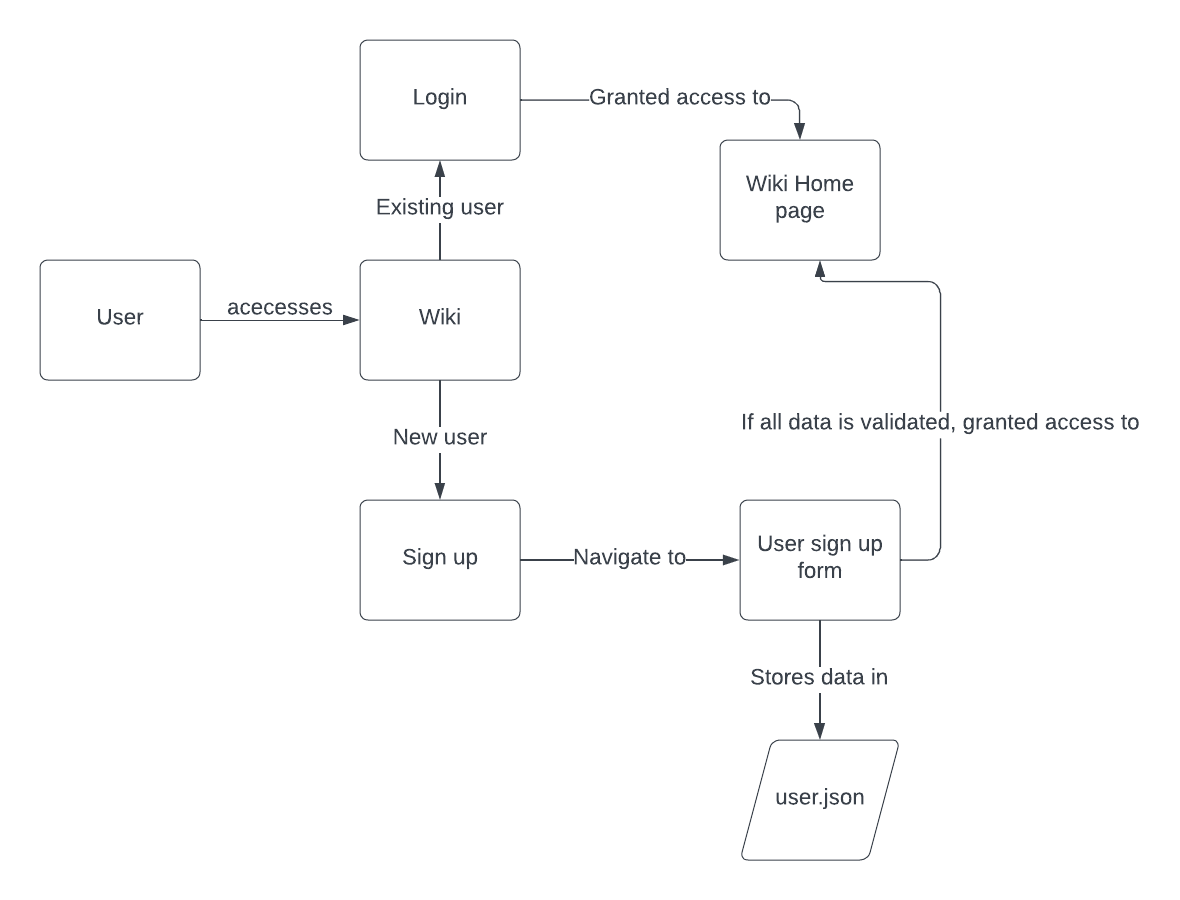 Login
Granted access to
Wiki Home
page
Existing user
User
acecesses
Wiki
If all data is validated, granted access to
New user
Sign up
Navigate to
User sign up
form
Stores data in
user.json